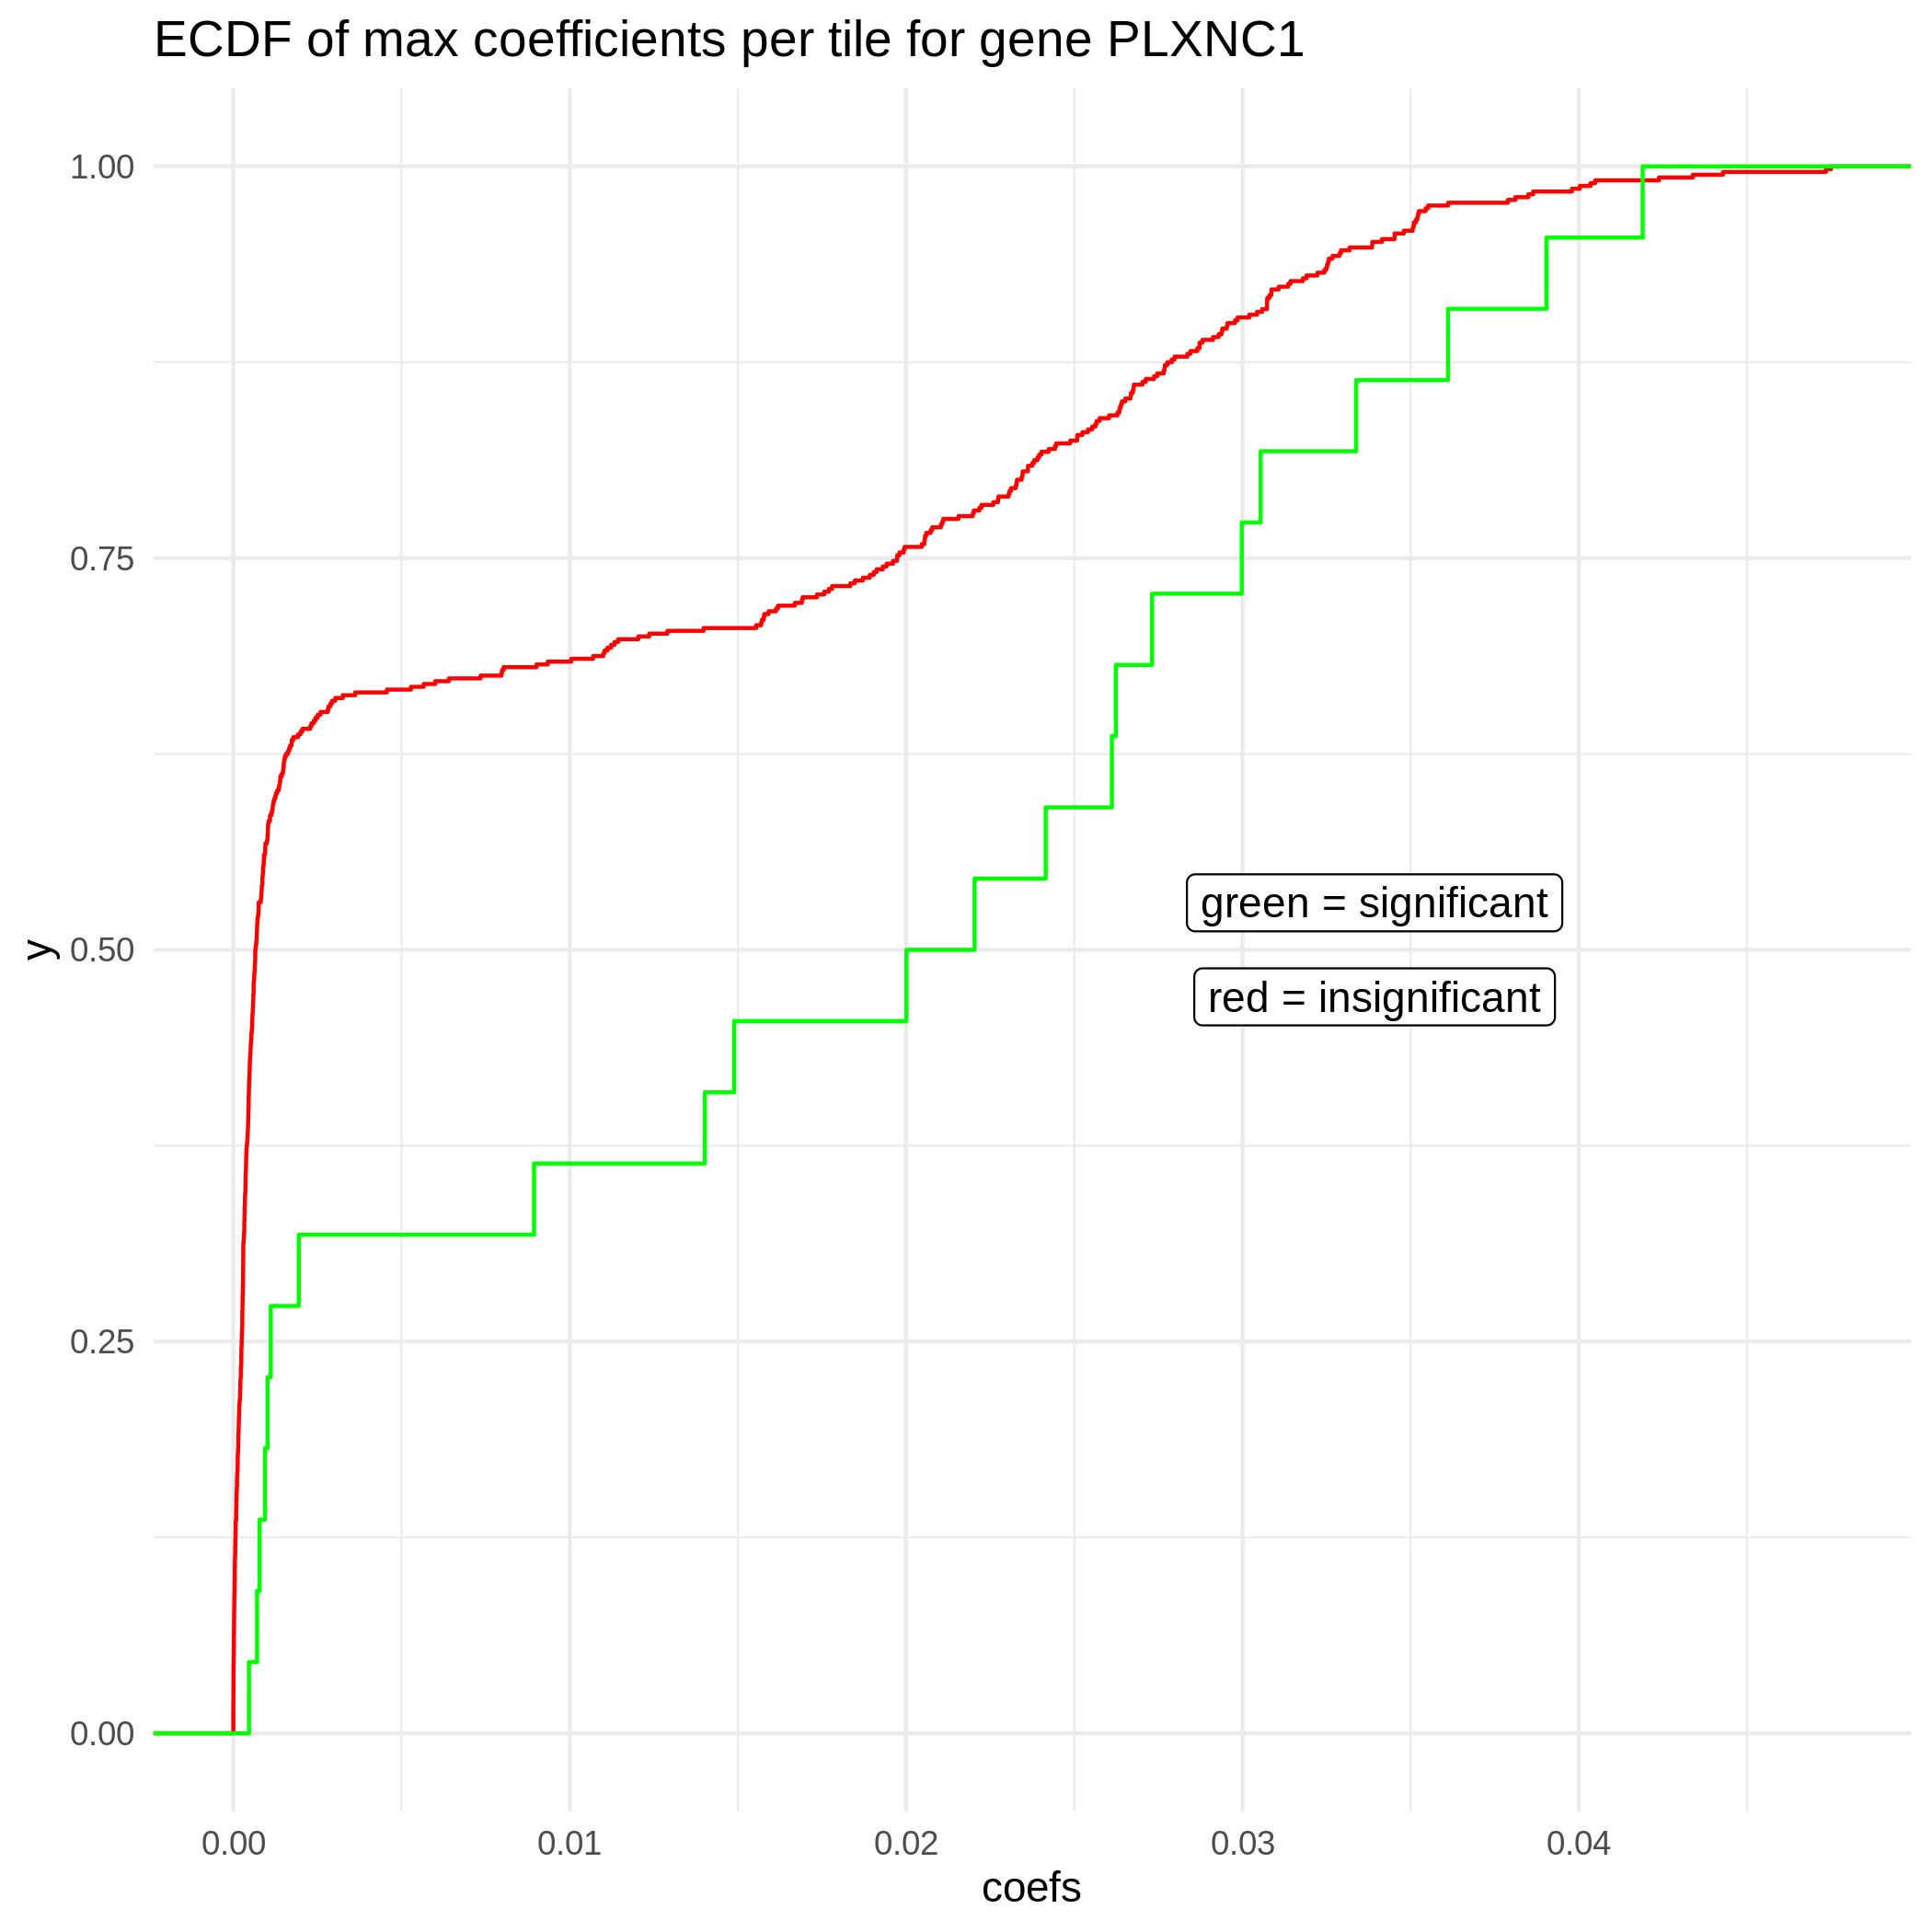 ECDF of max coefficients per tile for gene PLXNC1
1.00
0.75
0.50
0.25
0.00
y
green = significant
red = insignificant
0.00 0.01 0.02 0.03 0.04
coefs